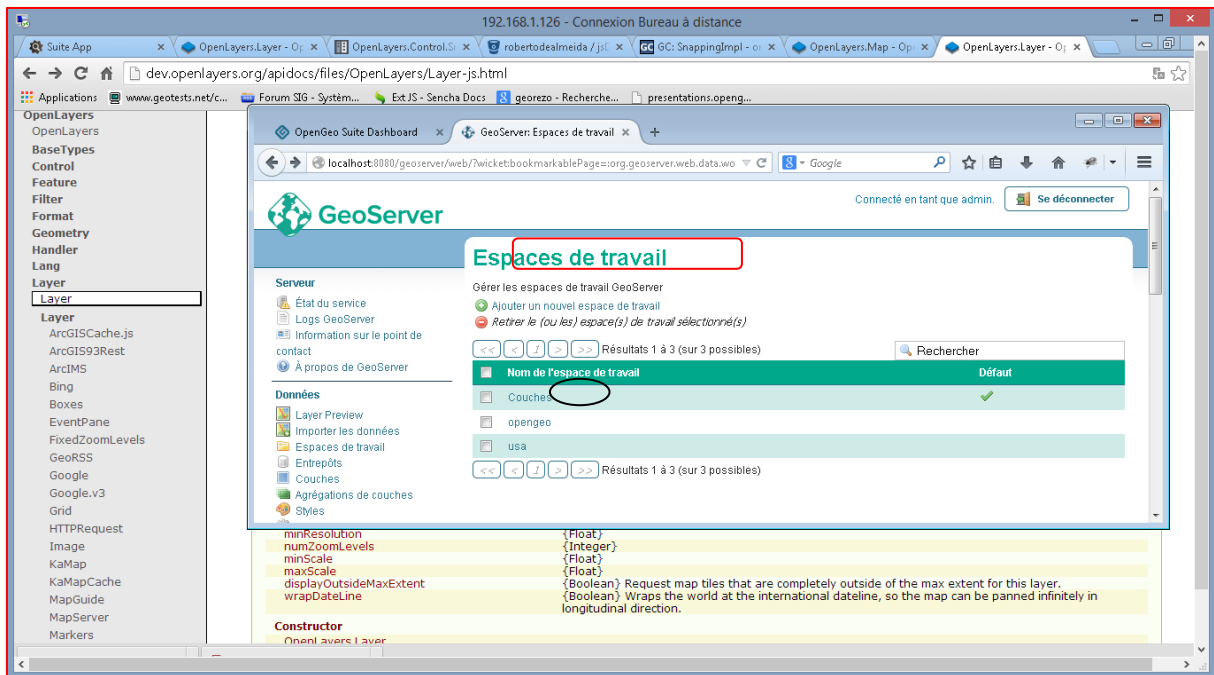 192.168.1.126 - Connexion Bureau à distance
Suite App
OpenLayers.Layer - Op
OpenLayers.Control.Sn
robertodealmeida / jsE
GC: SnappingImpl - o
OpenLayers.Map - Ope
OpenLayers.Layer - Op
dev.openlayers.org/apidocs/files/OpenLayers/Layer-js.html
Applications
www.geotests.net/c...
Forum SIG - Systèm...
Ext JS - Sencha Docs
georezo - Recherche...
presentations.openg...
OpenLayers
OpenLayers
BaseTypes
Control
Feature
Filter
Format
Geometry
Handler
Lang
Layer
Layer
Layer
ArcGISCache.js
ArcGIS93Rest
ArcIMS
Bing
Boxes
EventPane
FixedZoomLevels
GeoRSS
Google
Google.v3
Grid
HTTPRequest
Image
KaMap
KaMapCache
MapGuide
MapServer
Markers
OpenGeo Suite Dashboard
GeoServer: Espaces de travail
localhost:8080/geoserver/web/?wicket:bookmarkablePage=:org.geoserver.web.data.wo
Google
GeoServer
Connecté en tant que admin.
Se déconnecter
Serveur
État du service
Logs GeoServer
Information sur le point de
contact
À propos de GeoServer
Données
Layer Preview
Importer les données
Espaces de travail
Entrepôts
Couches
Agrégations de couches
Styles
Espaces de travail
Gérer les espaces de travail GeoServer
Ajouter un nouvel espace de travail
Retirer le (ou les) espace(s) de travail sélectionné(s)
<< < 1 > >> Résultats 1 à 3 (sur 3 possibles)
Rechercher
Nom de l'espace de travail
Défaut
Couches
opengeo
usa
<< < 1 > >> Résultats 1 à 3 (sur 3 possibles)
minResolution {Float}
numZoomLevels {Integer}
minScale {Float}
maxScale {Float}
displayOutsideMaxExtent {Boolean} Request map tiles that are completely outside of the max extent for this layer.
wrapDateLine {Boolean} Wraps the world at the international dateline, so the map can be panned infinitely in
longitudinal direction.
Constructor
OpenLayers.Layer